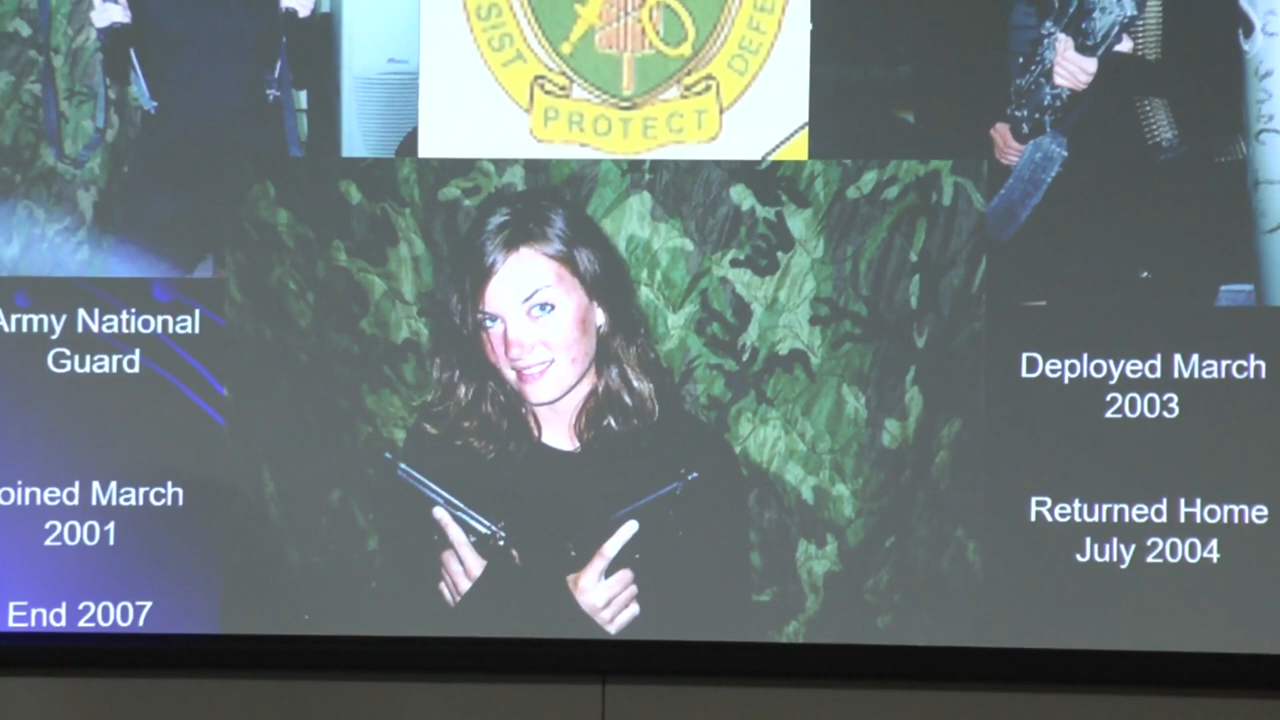 PROTECT
Army National
Guard
Deployed March
2003
oined March
2001
Returned Home
July 2004
End 2007